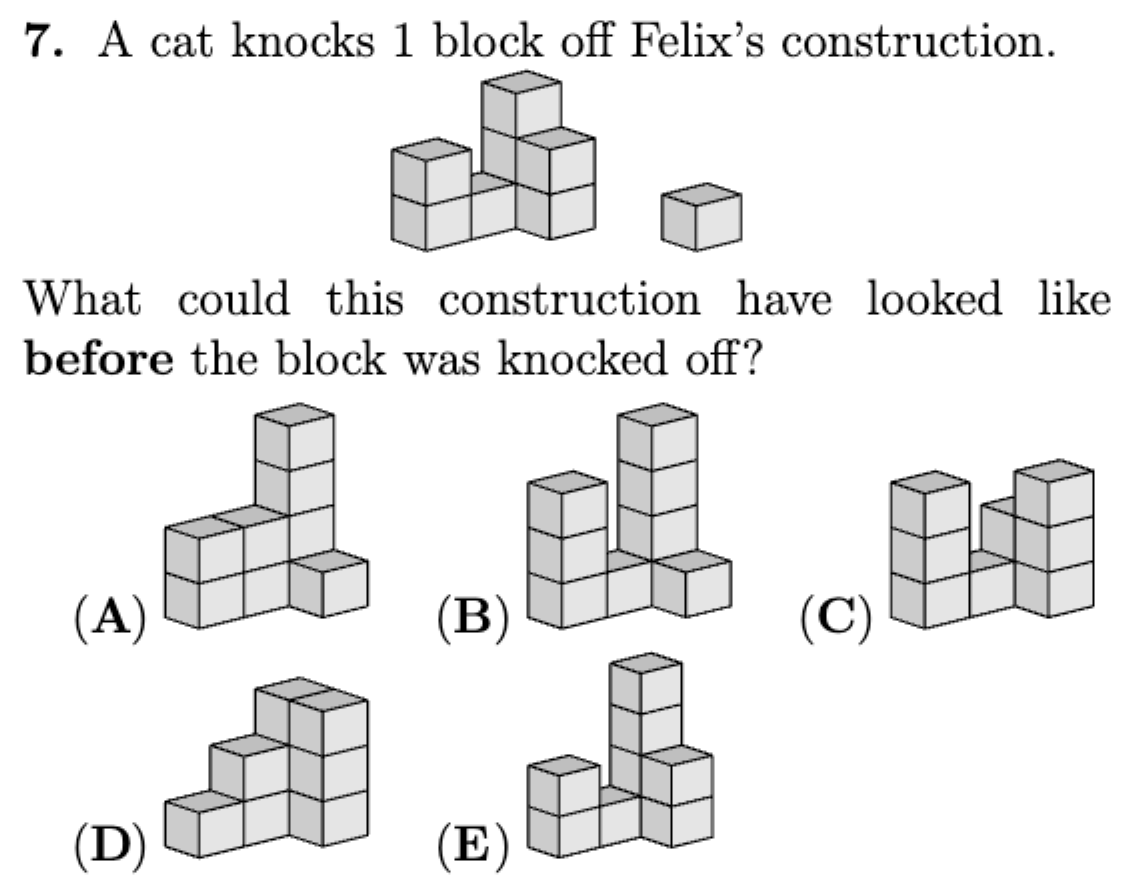 7. A cat knocks 1 block off Felix's construction.
What could this construction have looked like
before the block was knocked off?
(A) (B) (C)
(D) (E)